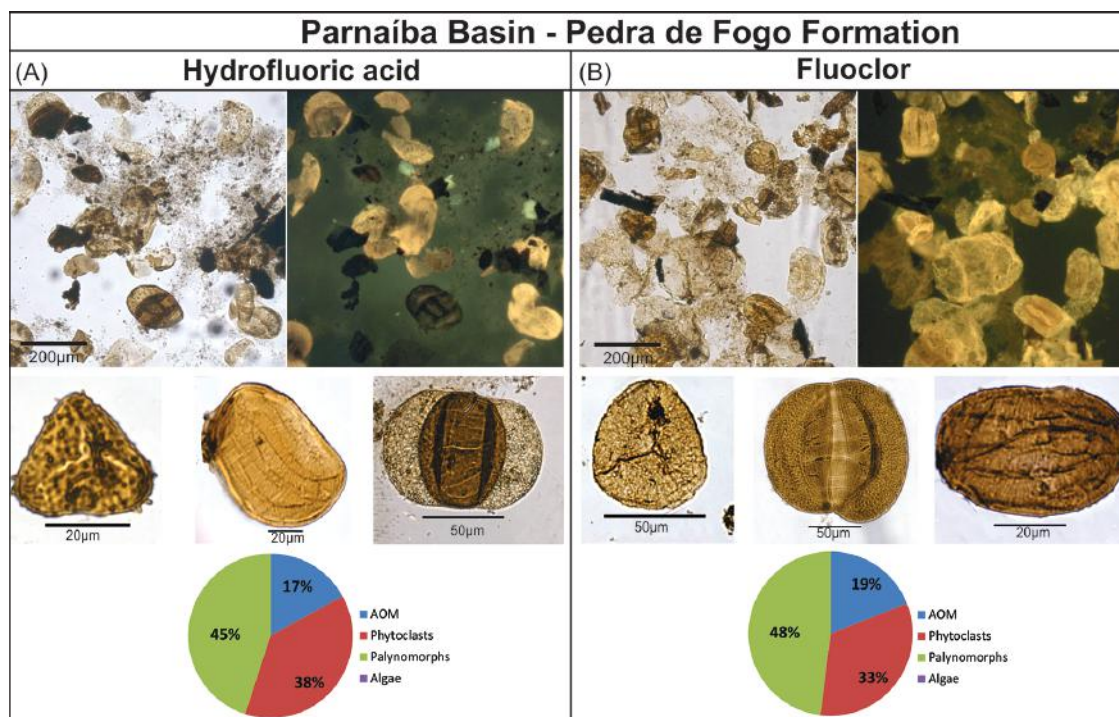 Parnaíba Basin - Pedra de Fogo Formation
(A) Hydrofluoric acid
200µm
20µm
20µm
50µm
17%
45%
38%
AOM
Phytoclasts
Palynomorphs
Algae
(B) Fluoclor
200µm
50µm
50µm
20µm
19%
48%
33%
AOM
Phytoclasts
Palynomorphs
Algae